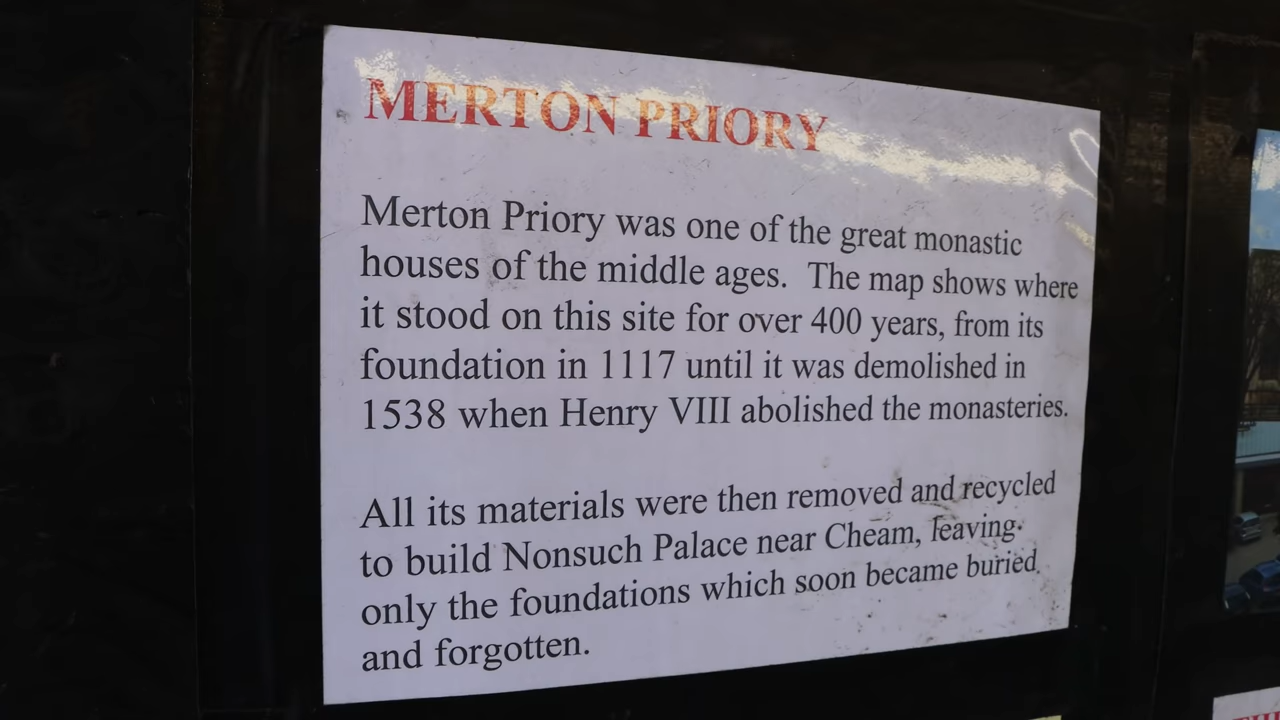 MERTON PRIORY
Merton Priory was one of the great monastic
houses of the middle ages. The map shows where
it stood on this site for over 400 years, from its
foundation in 1117 until it was demolished in
1538 when Henry VIII abolished the monasteries.
All its materials were then removed and recycled
to build Nonsuch Palace near Cheam, leaving
only the foundations which soon became buried
and forgotten.